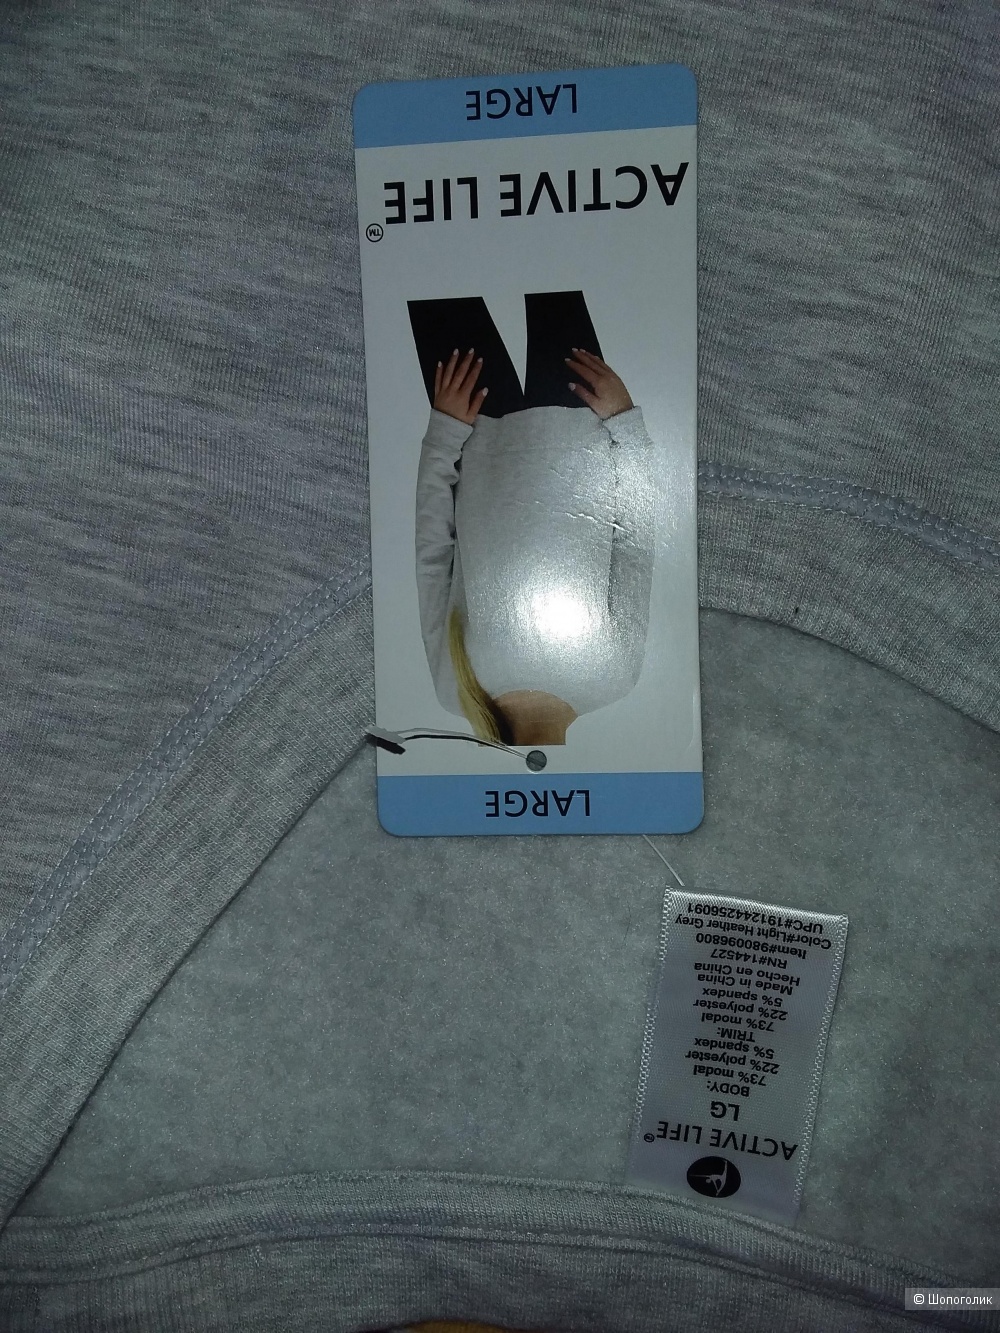 LARGE
ACTIVE LIFE™
LARGE
ACTIVE LIFE™
LG
BODY:
73% modal
22% polyester
5% spandex
TRIM:
73% modal
22% polyester
5% spandex
Made in China
Hecho en China
RN#144527
Item#980096800
Color#Light Heather Grey
UPC#191244256091
© Шопоголик